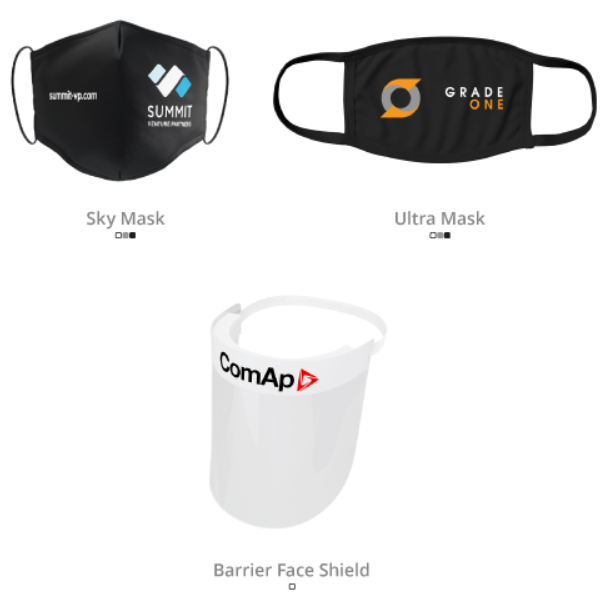 summit-vp.com
SUMMIT
VENTURE PARTNERS
GRADE
ONE
Sky Mask
Ultra Mask
ComAp
Barrier Face Shield